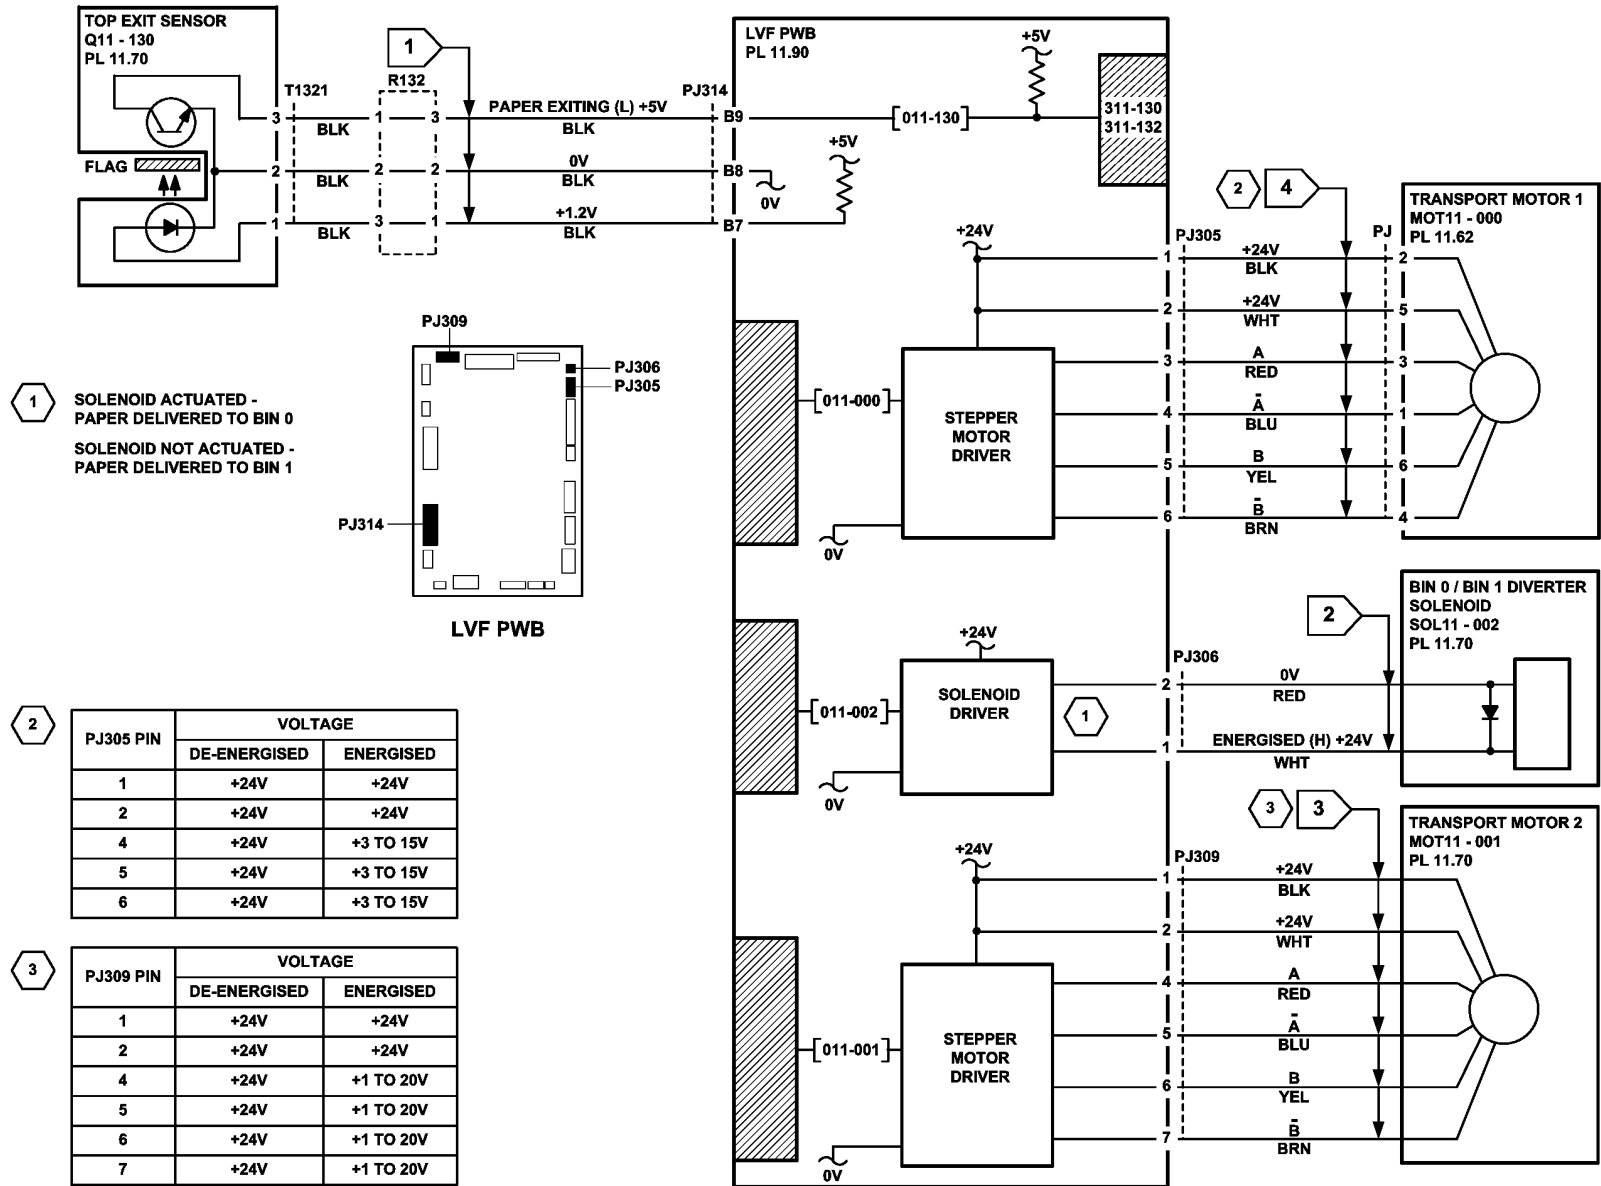 TOP EXIT SENSOR
Q11 - 130
PL 11.70
FLAG
3
2
1
T1321
BLK
BLK
BLK
R132
1
3
2
2
3
1
1
PAPER EXITING (L) +5V
BLK
0V
BLK
+1.2V
BLK
PJ314
B9
B8
B7
LVF PWB
PL 11.90
+5V
011-130
311-130
311-132
+5V
0V
PJ309
PJ306
PJ305
PJ314
LVF PWB
1
SOLENOID ACTUATED -
PAPER DELIVERED TO BIN 0
SOLENOID NOT ACTUATED -
PAPER DELIVERED TO BIN 1
+24V
011-000
STEPPER
MOTOR
DRIVER
0V
2
4
PJ305
PJ
TRANSPORT MOTOR 1
MOT11 - 000
PL 11.62
1
+24V
BLK
2
2
+24V
WHT
5
3
A
RED
3
4
A̅
BLU
1
5
B
YEL
6
6
B̅
BRN
4
+24V
011-002
SOLENOID
DRIVER
0V
1
2
PJ306
BIN 0 / BIN 1 DIVERTER
SOLENOID
SOL11 - 002
PL 11.70
2
0V
RED
1
ENERGISED (H) +24V
WHT
2
PJ305 PIN
VOLTAGE
DE-ENERGISED
ENERGISED
1 +24V +24V
2 +24V +24V
4 +24V +3 TO 15V
5 +24V +3 TO 15V
6 +24V +3 TO 15V
3
PJ309 PIN
VOLTAGE
DE-ENERGISED
ENERGISED
1 +24V +24V
2 +24V +24V
4 +24V +1 TO 20V
5 +24V +1 TO 20V
6 +24V +1 TO 20V
7 +24V +1 TO 20V
+24V
011-001
STEPPER
MOTOR
DRIVER
0V
3
3
PJ309
TRANSPORT MOTOR 2
MOT11 - 001
PL 11.70
1
+24V
BLK
2
+24V
WHT
4
A
RED
5
A̅
BLU
6
B
YEL
7
B̅
BRN